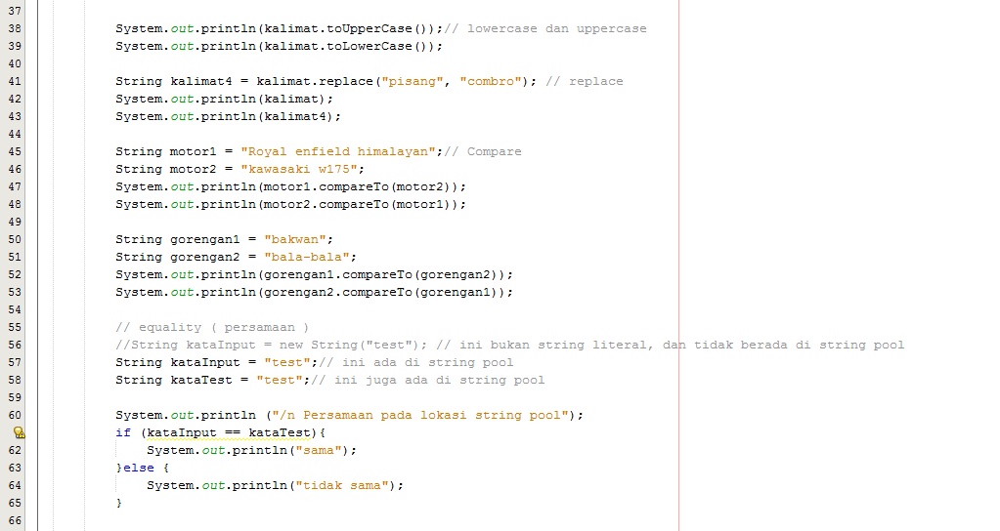 37
38 System.out.println(kalimat.toUpperCase());// lowercase dan uppercase
39 System.out.println(kalimat.toLowerCase());
40
41 String kalimat4 = kalimat.replace("pisang", "combro"); // replace
42 System.out.println(kalimat);
43 System.out.println(kalimat4);
44
45 String motor1 = "Royal enfield himalayan";// Compare
46 String motor2 = "kawasaki w175";
47 System.out.println(motor1.compareTo(motor2));
48 System.out.println(motor2.compareTo(motor1));
49
50 String gorengan1 = "bakwan";
51 String gorengan2 = "bala-bala";
52 System.out.println(gorengan1.compareTo(gorengan2));
53 System.out.println(gorengan2.compareTo(gorengan1));
54
55 // equality ( persamaan )
56 //String kataInput = new String("test"); // ini bukan string literal, dan tidak berada di string pool
57 String kataInput = "test";// ini ada di string pool
58 String kataTest = "test";// ini juga ada di string pool
59
60 System.out.println ("/n Persamaan pada lokasi string pool");
if (kataInput == kataTest){
62 System.out.println("sama");
63 }else {
64 System.out.println("tidak sama");
65 }
66